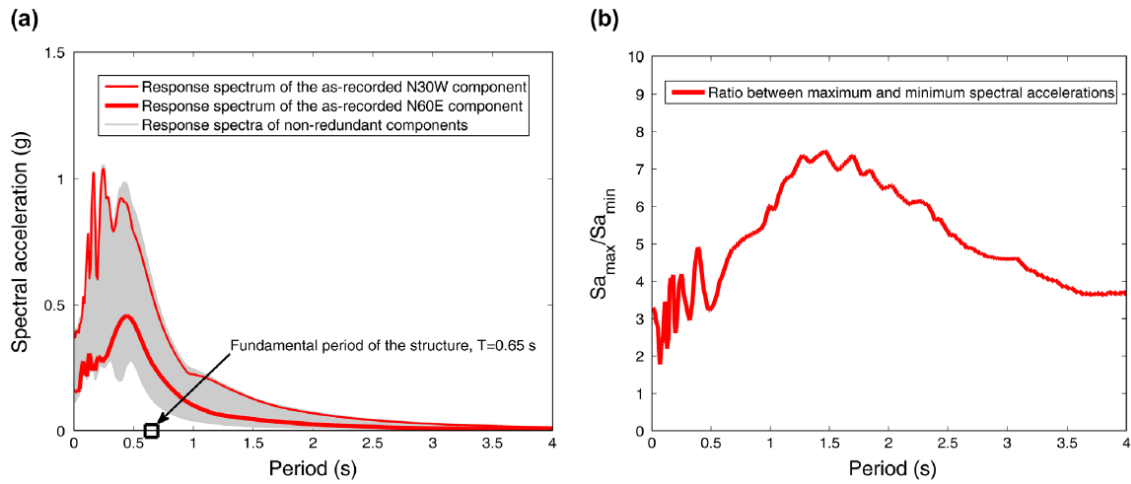 (a)
1.5
1
0.5
0
Spectral acceleration (g)
Response spectrum of the as-recorded N30W component
Response spectrum of the as-recorded N60E component
Response spectra of non-redundant components
Fundamental period of the structure, T=0.65 s
0 0.5 1 1.5 2 2.5 3 3.5 4
Period (s)
(b)
10
9
8
7
6
5
4
3
2
1
0
Sa_max/Sa_min
Ratio between maximum and minimum spectral accelerations
0 0.5 1 1.5 2 2.5 3 3.5 4
Period (s)